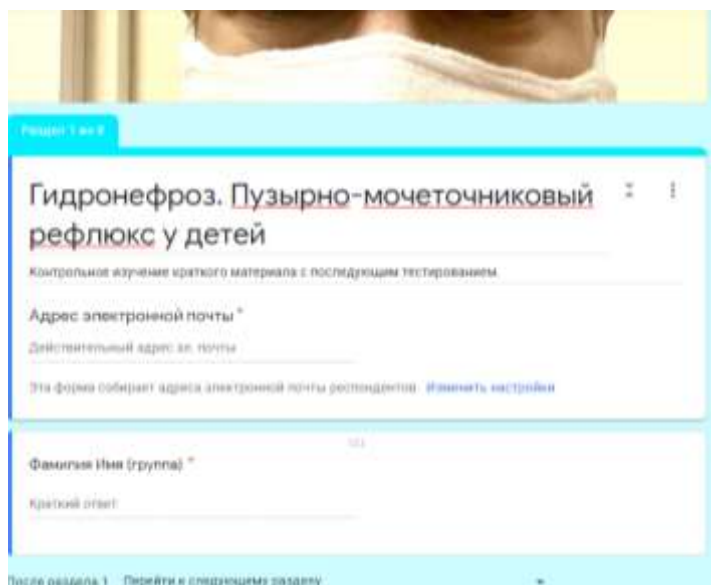 Раздел 1 из 8
Гидронефроз. Пузырно-мочеточниковый
рефлюкс у детей
Контрольное изучение краткого материала с последующим тестированием.
Адрес электронной почты *
Действительный адрес эл. почты
Эта форма собирает адреса электронной почты респондентов. Изменить настройки
Фамилия Имя (группа) *
Краткий ответ
После раздела 1 Перейти к следующему разделу